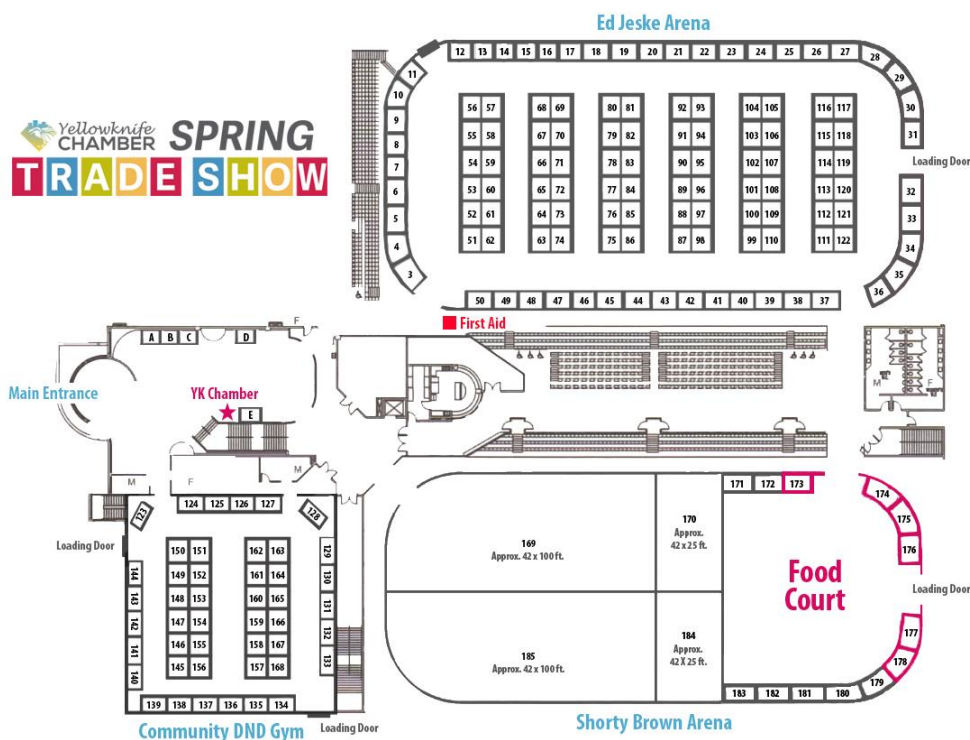 Ed Jeske Arena
Yellowknife
CHAMBER
SPRING
TRADE SHOW
12 13 14 15 16 17 18 19 20 21 22 23 24 25 26 27
28
29
30
31
11
10
9
8
7
6
5
4
3
56 57 68 69 80 81 92 93 104 105 116 117
55 58 67 70 79 82 91 94 103 106 115 118
54 59 66 71 78 83 90 95 102 107 114 119
53 60 65 72 77 84 89 96 101 108 113 120
52 61 64 73 76 85 88 97 100 109 112 121
51 62 63 74 75 86 87 98 99 110 111 122
Loading Door
32
33
34
35
36
50 49 48 47 46 45 44 43 42 41 40 39 38 37
First Aid
F
A B C D
Main Entrance
YK Chamber
E
M F
M F M
123
124 125 126 127
128
Loading Door
150 151 162 163
149 152 161 164
148 153 160 165
147 154 159 166
146 155 158 167
145 156 157 168
144
143
142
141
140
129
130
131
132
133
139 138 137 136 135 134
Loading Door
Community DND Gym
169
Approx. 42 x 100 ft.
170
Approx.
42 x 25 ft.
185
Approx. 42 x 100 ft.
184
Approx.
42 X 25 ft.
171 172 173
174
175
176
Food
Court
Loading Door
177
178
179
183 182 181 180
Shorty Brown Arena